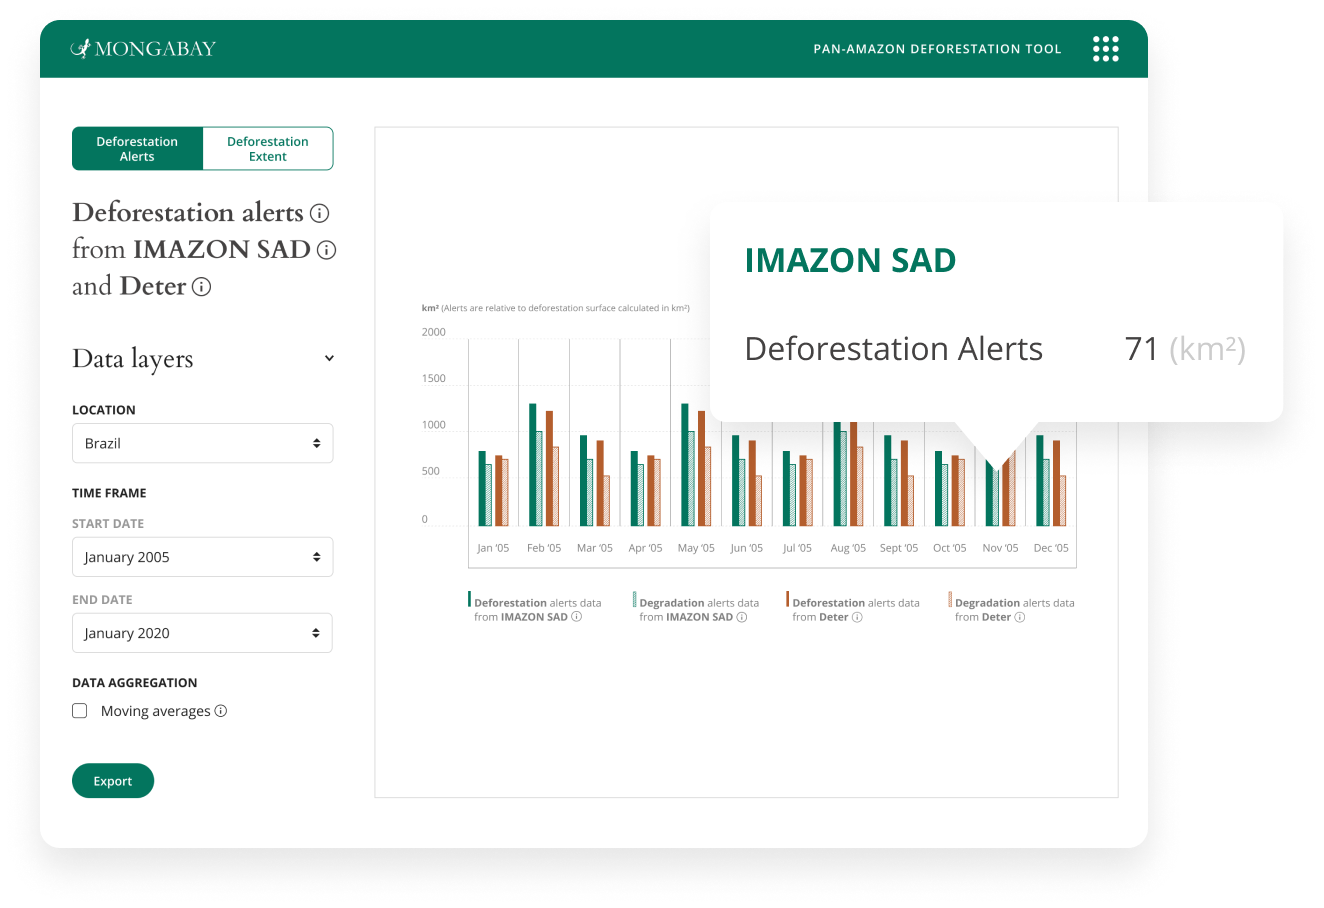 MONGABAY
PAN-AMAZON DEFORESTATION TOOL
Deforestation
Alerts
Deforestation
Extent
Deforestation alerts
from IMAZON SAD
and Deter
Data layers
LOCATION
Brazil
TIME FRAME
START DATE
January 2005
END DATE
January 2020
DATA AGGREGATION
Moving averages
Export
km² (Alerts are relative to deforestation surface calculated in km²)
2000
1500
1000
500
0
Jan ‘05 Feb ‘05 Mar ‘05 Apr ‘05 May ‘05 Jun ‘05 Jul ‘05 Aug ‘05 Sept ‘05 Oct ‘05 Nov ‘05 Dec ‘05
Deforestation alerts data
from IMAZON SAD
Degradation alerts data
from IMAZON SAD
Deforestation alerts data
from Deter
Degradation alerts data
from Deter
IMAZON SAD
Deforestation Alerts 71 (km²)